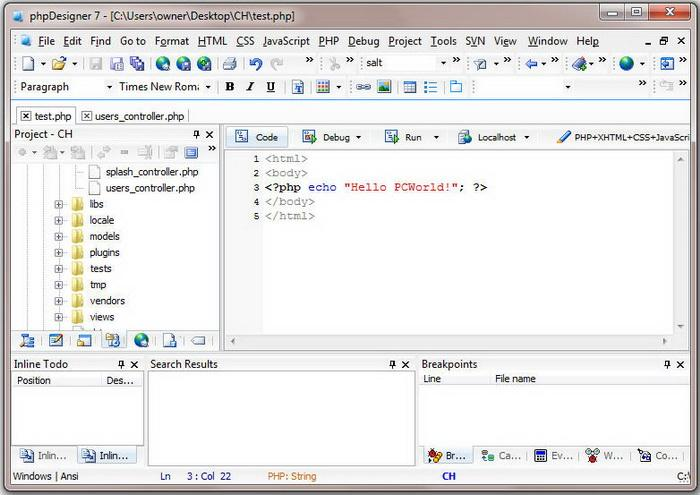 phpDesigner 7 - [C:\Users\owner\Desktop\CH\test.php]
File Edit Find Go to Format HTML CSS JavaScript PHP Debug Project Tools SVN View Window Help
salt
Paragraph Times New Roma B I U
test.php users_controller.php
Project - CH
Code Debug Run Localhost PHP+XHTML+CSS+JavaScri
splash_controller.php
users_controller.php
libs
locale
models
plugins
tests
tmp
vendors
views
1 <html>
2 <body>
3 <?php echo "Hello PCWorld!"; ?>
4 </body>
5 </html>
Inline Todo
Position Des...
Inlin... Inlin...
Search Results
Breakpoints
Line File name
Br... Ca... Ev... W... Co...
Windows | Ansi Ln 3 : Col 22 PHP: String CH C:\